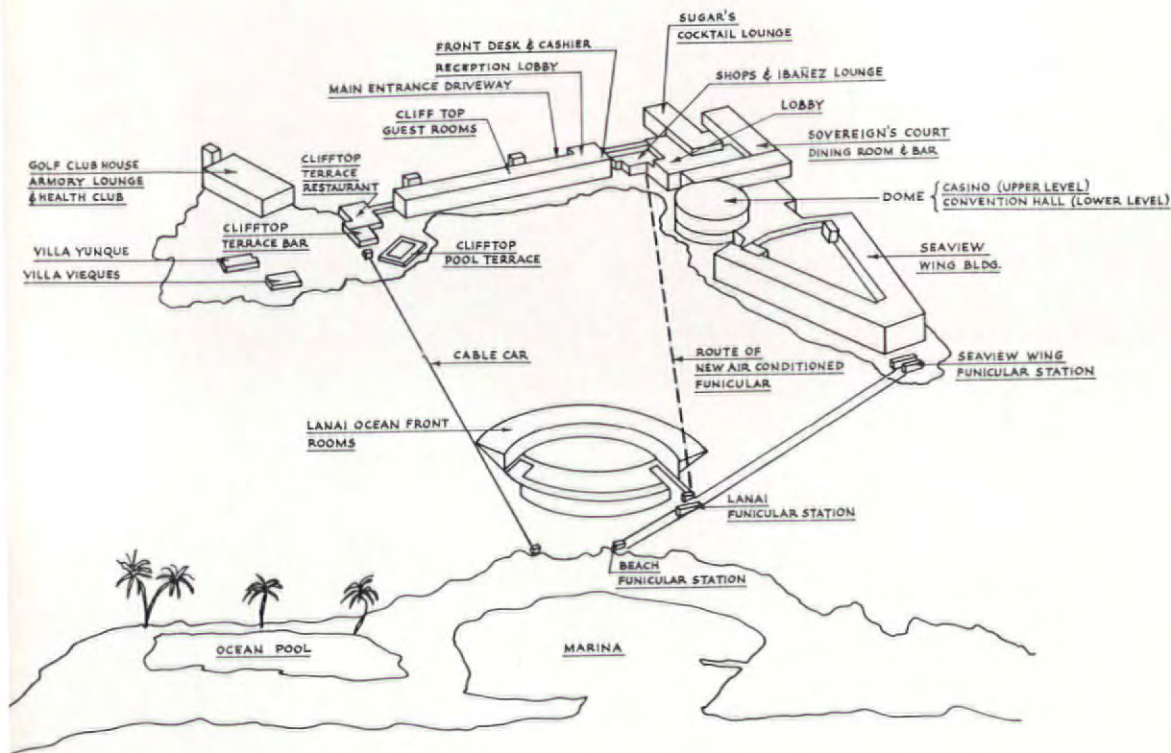 SUGAR'S
COCKTAIL LOUNGE
FRONT DESK & CASHIER
RECEPTION LOBBY
MAIN ENTRANCE DRIVEWAY
CLIFF TOP
GUEST ROOMS
SHOPS & IBAÑEZ LOUNGE
LOBBY
SOVEREIGN'S COURT
DINING ROOM & BAR
GOLF CLUB HOUSE
ARMORY LOUNGE
& HEALTH CLUB
CLIFFTOP
TERRACE
RESTAURANT
DOME { CASINO (UPPER LEVEL)
CONVENTION HALL (LOWER LEVEL)
CLIFFTOP
TERRACE BAR
VILLA YUNQUE
VILLA VIEQUES
CLIFFTOP
POOL TERRACE
SEAVIEW
WING BLDG.
CABLE CAR
ROUTE OF
NEW AIR CONDITIONED
FUNICULAR
SEAVIEW WING
FUNICULAR STATION
LANAI OCEAN FRONT
ROOMS
LANAI
FUNICULAR STATION
BEACH
FUNICULAR STATION
OCEAN POOL
MARINA